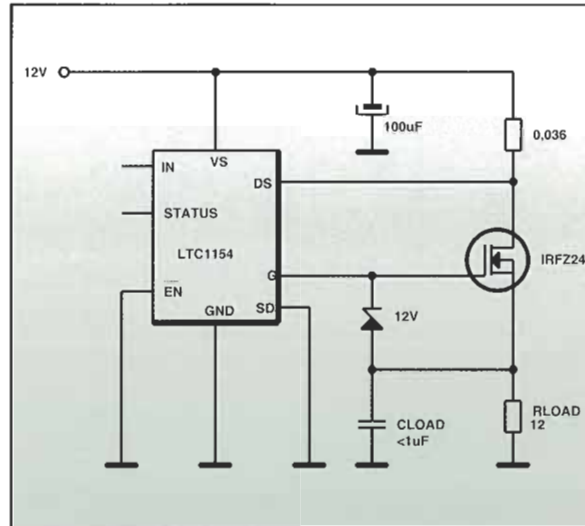 12V
100uF
0,036
IN
VS
DS
STATUS
LTC1154
G
IRFZ24
EN
12V
GND
SD
CLOAD
<1uF
RLOAD
12